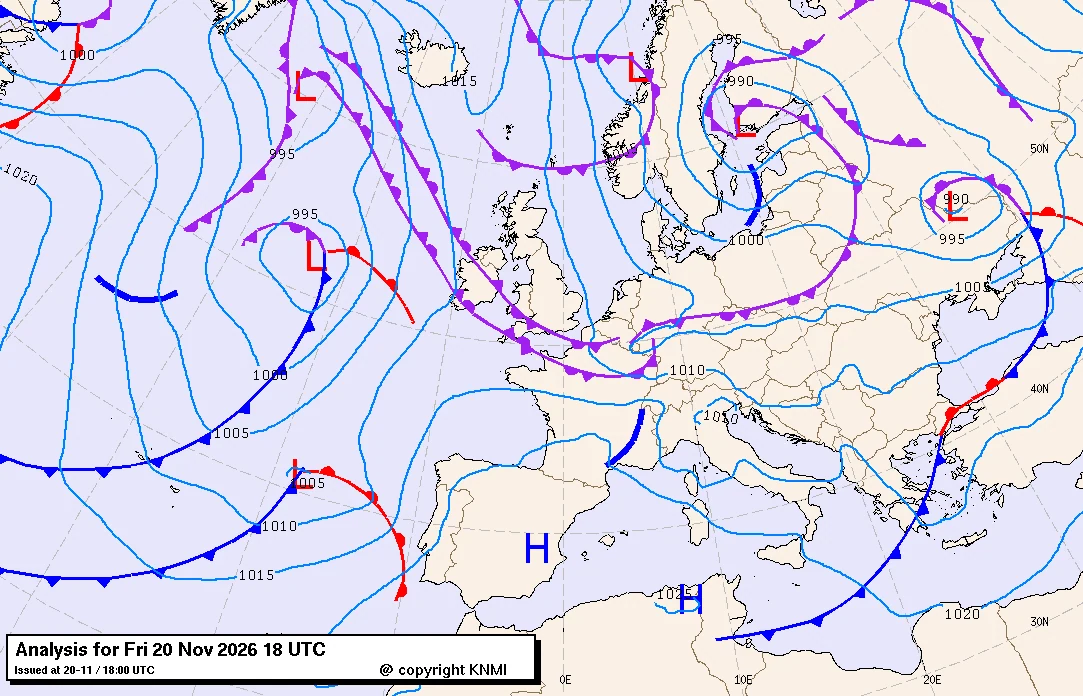 995
1000
990
1015
L
L
L
50N
995
1005
1020
990
L
995
L
1000
995
L
1005
1010
40N
1000
1010
1005
L
1005
1010
H
1015
1025
H
1020
30N
Analysis for Fri 20 Nov 2026 18 UTC
Issued at 20-11 / 18:00 UTC
@ copyright KNMI
0E
10E
20E